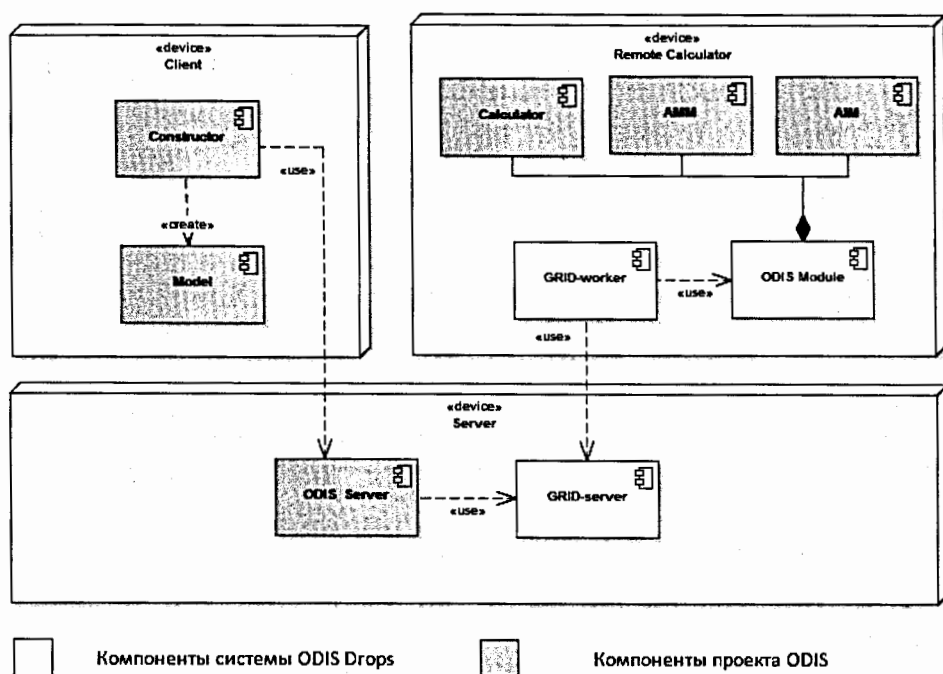 «device»
Client
Constructor
«use»
«create»
Model
«device»
Remote Calculator
Calculator
AMM
AIM
GRID-worker
«use»
ODIS Module
«use»
«device»
Server
ODIS Server
«use»
GRID-server
Компоненты системы ODIS Drops
Компоненты проекта ODIS